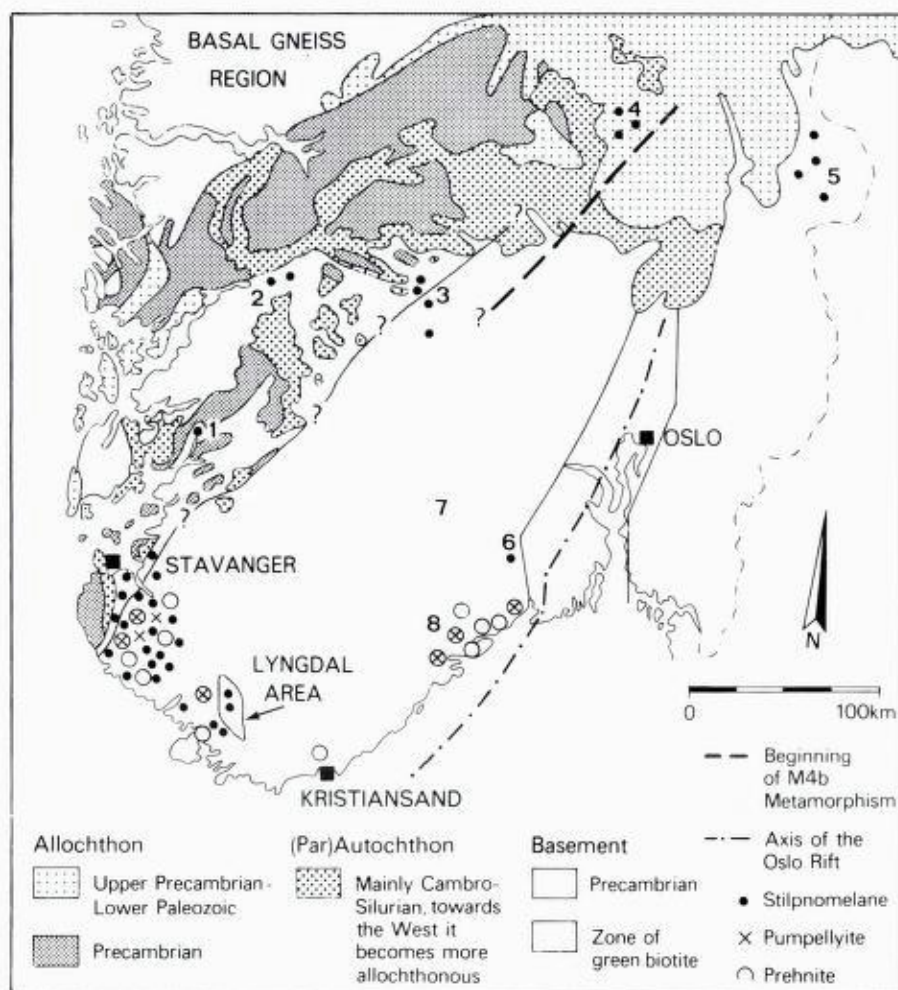 BASAL GNEISS
REGION
4
5
2
3
?
?
?
1
?
OSLO
7
?
6
STAVANGER
8
LYNGDAL
AREA
N
0 100km
KRISTIANSAND
Beginning
of M4b
Metamorphism
Axis of the
Oslo Rift
Stilpnomelane
Pumpellyite
Prehnite
Allochthon
Upper Precambrian-
Lower Paleozoic
Precambrian
(Par)Autochthon
Mainly Cambro-
Silurian, towards
the West it
becomes more
allochthonous
Basement
Precambrian
Zone of
green biotite